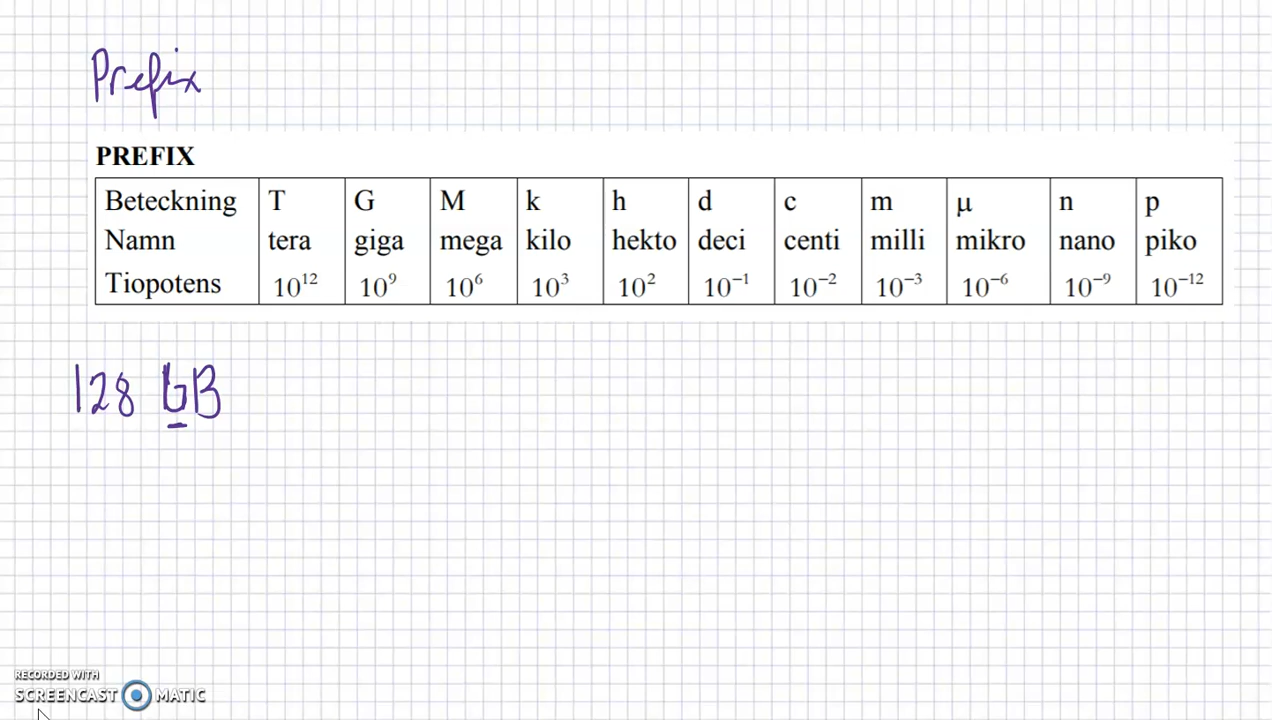 Prefix
PREFIX
Beteckning T G M k h d c m μ n p
Namn tera giga mega kilo hekto deci centi milli mikro nano piko
Tiopotens 10¹² 10⁹ 10⁶ 10³ 10² 10⁻¹ 10⁻² 10⁻³ 10⁻⁶ 10⁻⁹ 10⁻¹²
128 GB
RECORDED WITH
SCREENCAST MATIC